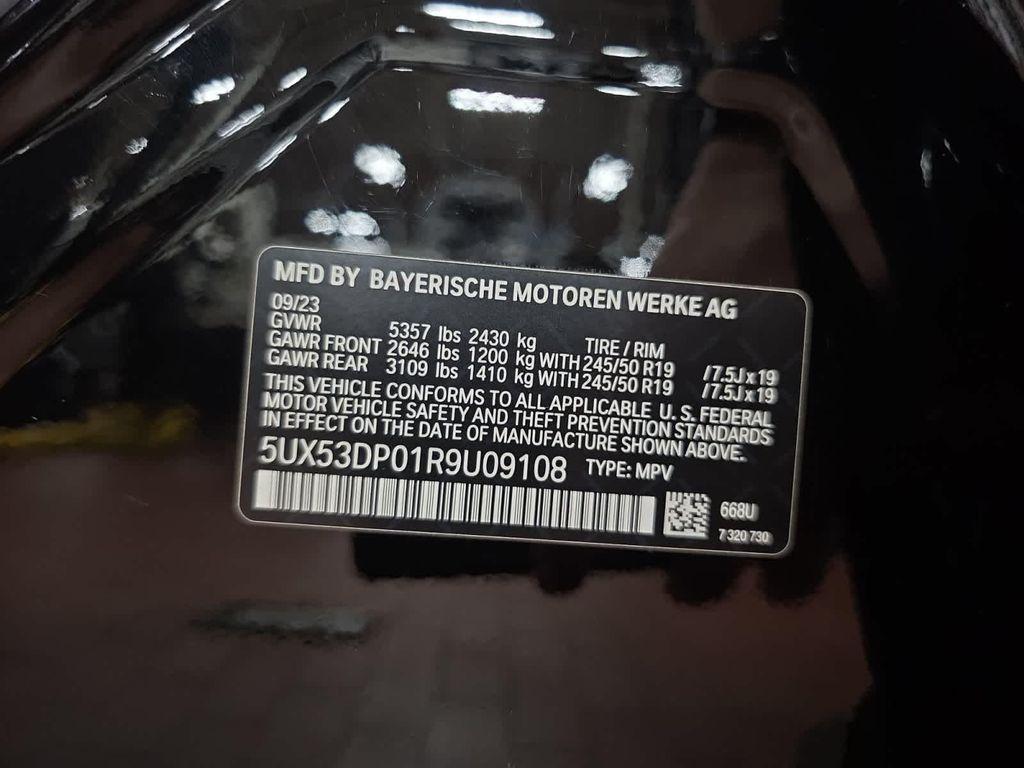 MFD BY BAYERISCHE MOTOREN WERKE AG
09/23
GVWR 5357 lbs 2430 kg TIRE / RIM
GAWR FRONT 2646 lbs 1200 kg WITH 245/50 R19 /7.5J x 19
GAWR REAR 3109 lbs 1410 kg WITH 245/50 R19 /7.5J x 19
THIS VEHICLE CONFORMS TO ALL APPLICABLE U. S. FEDERAL
MOTOR VEHICLE SAFETY AND THEFT PREVENTION STANDARDS
IN EFFECT ON THE DATE OF MANUFACTURE SHOWN ABOVE.
5UX53DP01R9U09108 TYPE: MPV
668U
7 320 730